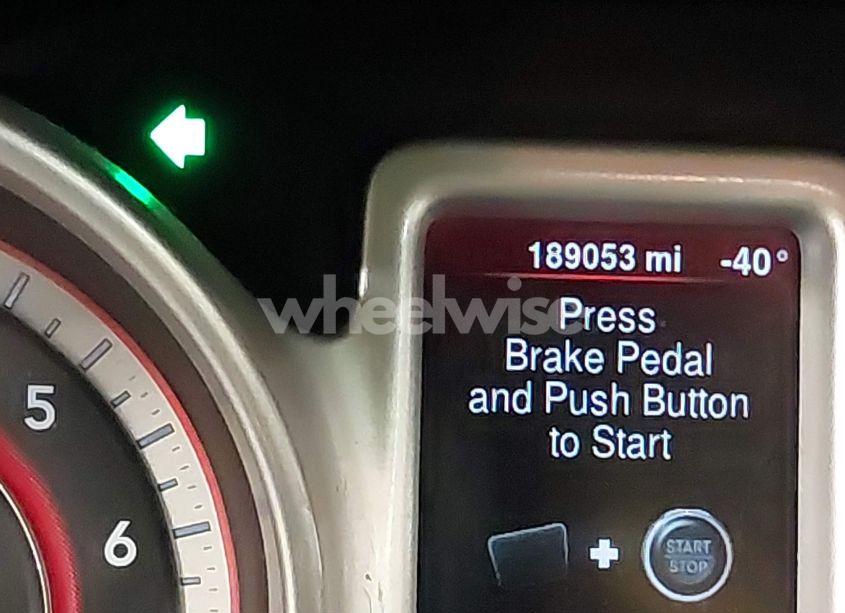 189053 mi -40°
wheelwise
Press
Brake Pedal
and Push Button
to Start
5
6
+
START
STOP